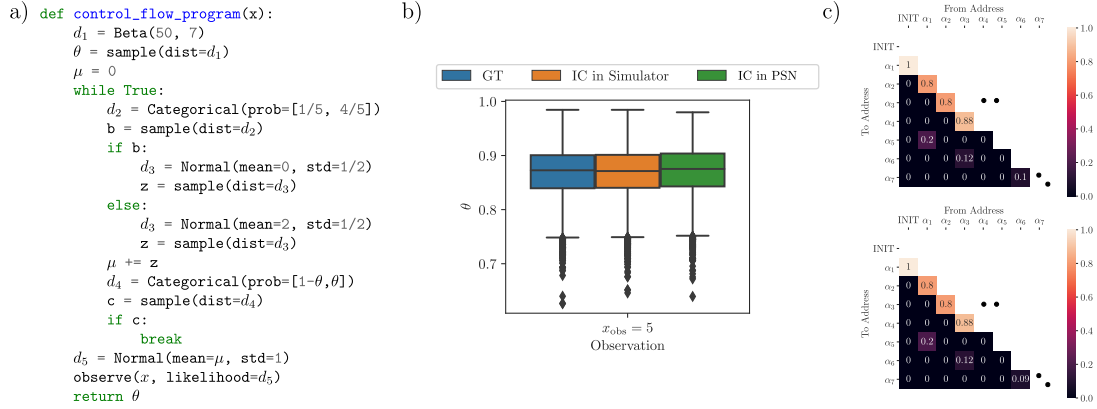 a)
def control_flow_program(x):
d₁ = Beta(50, 7)
θ = sample(dist=d₁)
μ = 0
while True:
d₂ = Categorical(prob=[1/5, 4/5])
b = sample(dist=d₂)
if b:
d₃ = Normal(mean=0, std=1/2)
z = sample(dist=d₃)
else:
d₃ = Normal(mean=2, std=1/2)
z = sample(dist=d₃)
μ += z
d₄ = Categorical(prob=[1-θ,θ])
c = sample(dist=d₄)
if c:
break
d₅ = Normal(mean=μ, std=1)
observe(x, likelihood=d₅)
return θ
b)
GT IC in Simulator IC in PSN
1.0
0.9
0.8
0.7
θ
x_obs = 5
Observation
c)
From Address
INIT α₁ α₂ α₃ α₄ α₅ α₆ α₇
To Address
INIT
α₁ 1
α₂ 0 0.8
α₃ 0 0 0.8
α₄ 0 0 0 0.88
α₅ 0 0.2 0 0 0
α₆ 0 0 0 0.12 0 0
α₇ 0 0 0 0 0 0 0.1
1.0
0.8
0.6
0.4
0.2
0.0
From Address
INIT α₁ α₂ α₃ α₄ α₅ α₆ α₇
To Address
INIT
α₁ 1
α₂ 0 0.8
α₃ 0 0 0.8
α₄ 0 0 0 0.88
α₅ 0 0.2 0 0 0
α₆ 0 0 0 0.12 0 0
α₇ 0 0 0 0 0 0 0.09
1.0
0.8
0.6
0.4
0.2
0.0